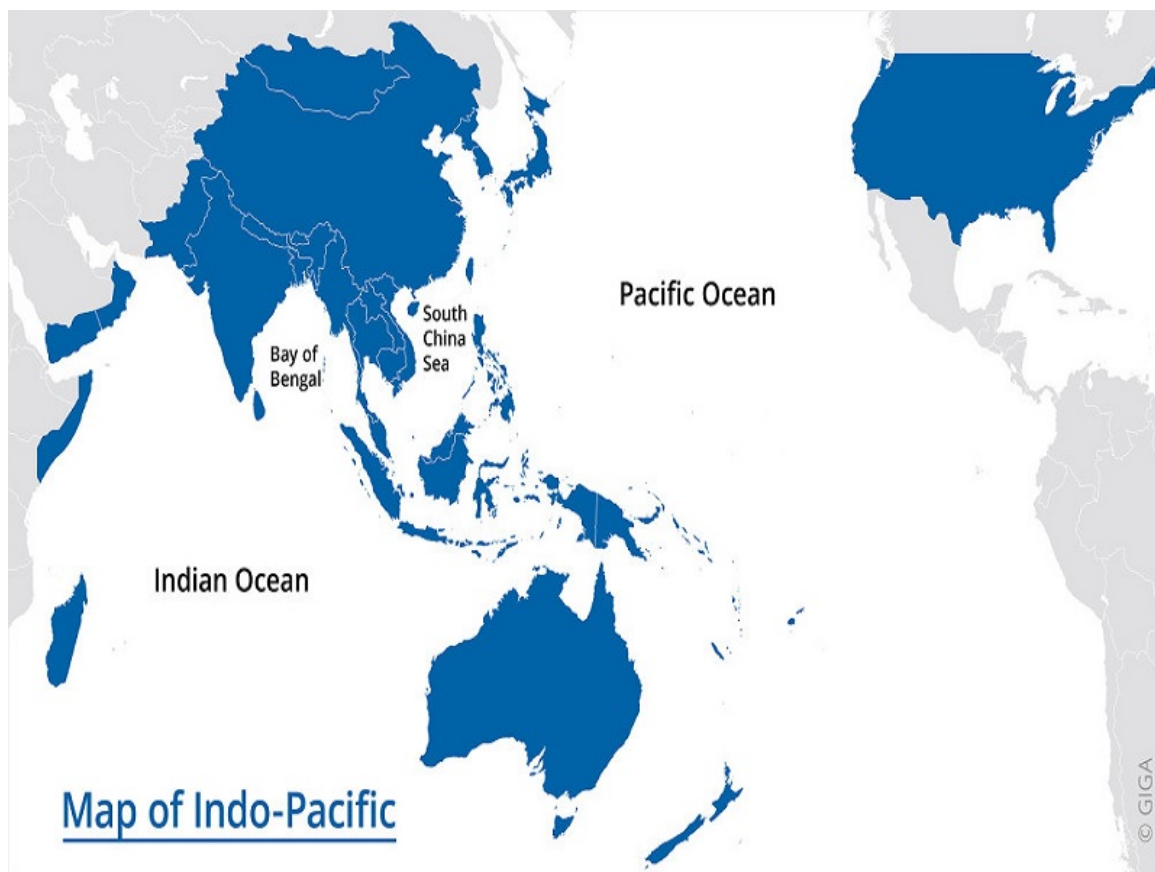 Pacific Ocean
South
China
Sea
Bay of
Bengal
Indian Ocean
Map of Indo-Pacific
© GIGA